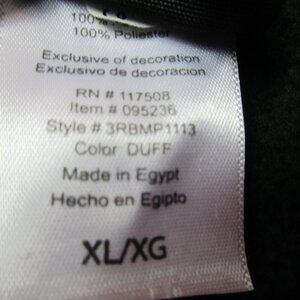 100% Polyester
Exclusive of decoration
Exclusivo de decoracion
RN # 117508
Item # 095236
Style # 3RBMP1113
Color DUFF
Made in Egypt
Hecho en Egipto
XL/XG